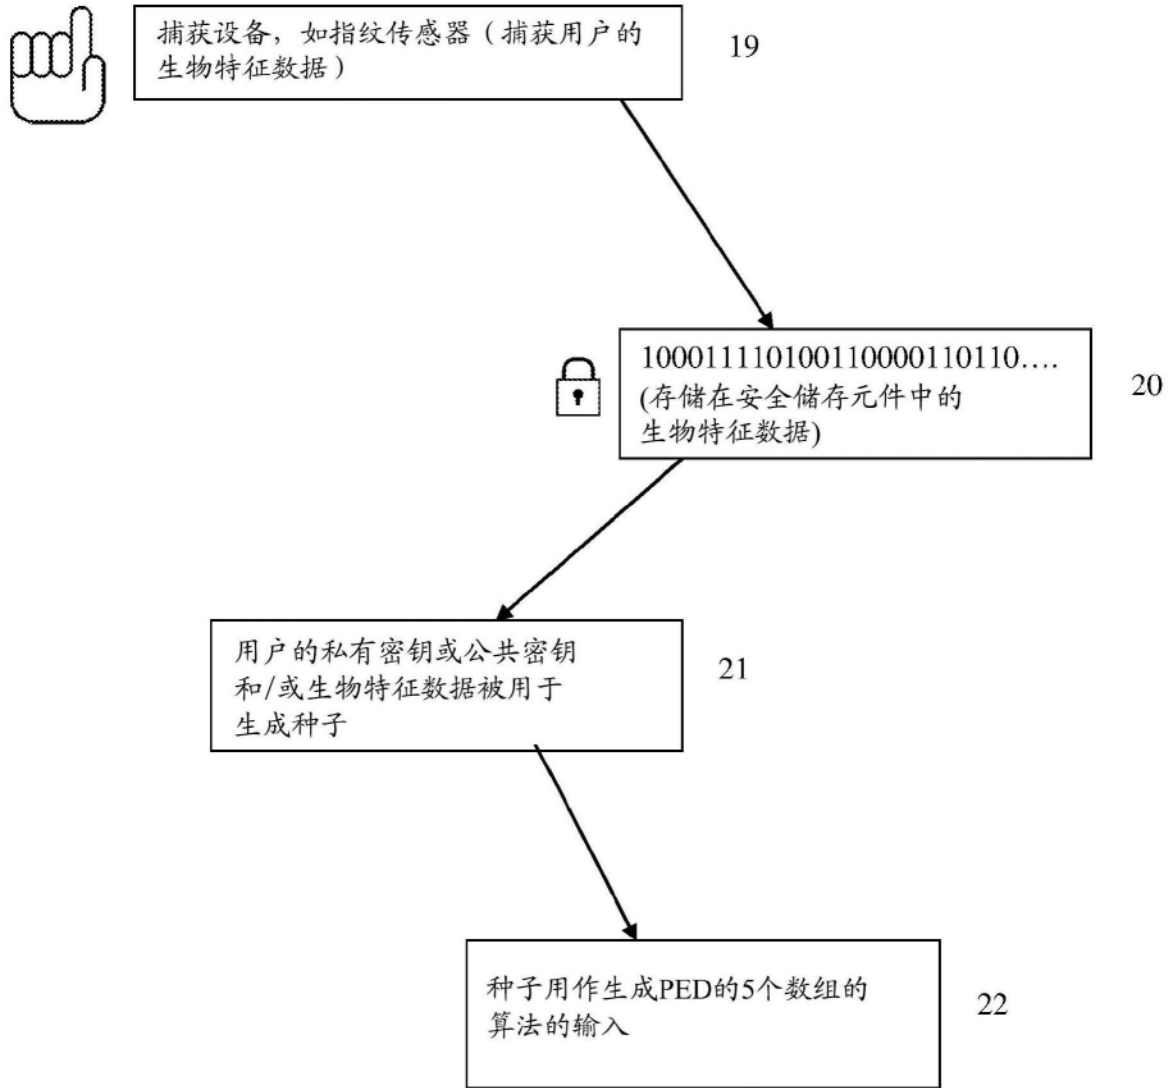 捕获设备，如指纹传感器（捕获用户的
生物特征数据）
19
100011110100110000110110....
(存储在安全储存元件中的
生物特征数据)
20
用户的私有密钥或公共密钥
和/或生物特征数据被用于
生成种子
21
种子用作生成PED的5个数组的
算法的输入
22